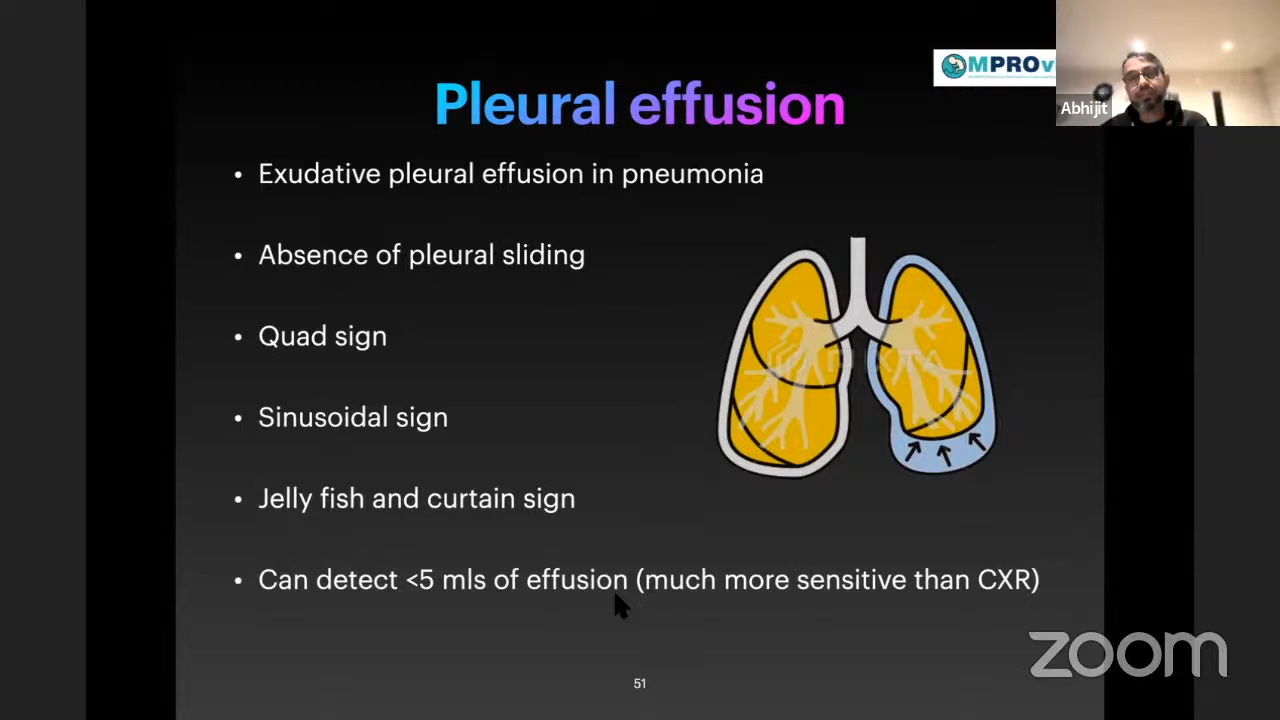 MPROv
Abhijit
Pleural effusion
• Exudative pleural effusion in pneumonia
• Absence of pleural sliding
• Quad sign
• Sinusoidal sign
• Jelly fish and curtain sign
• Can detect <5 mls of effusion (much more sensitive than CXR)
zoom
51